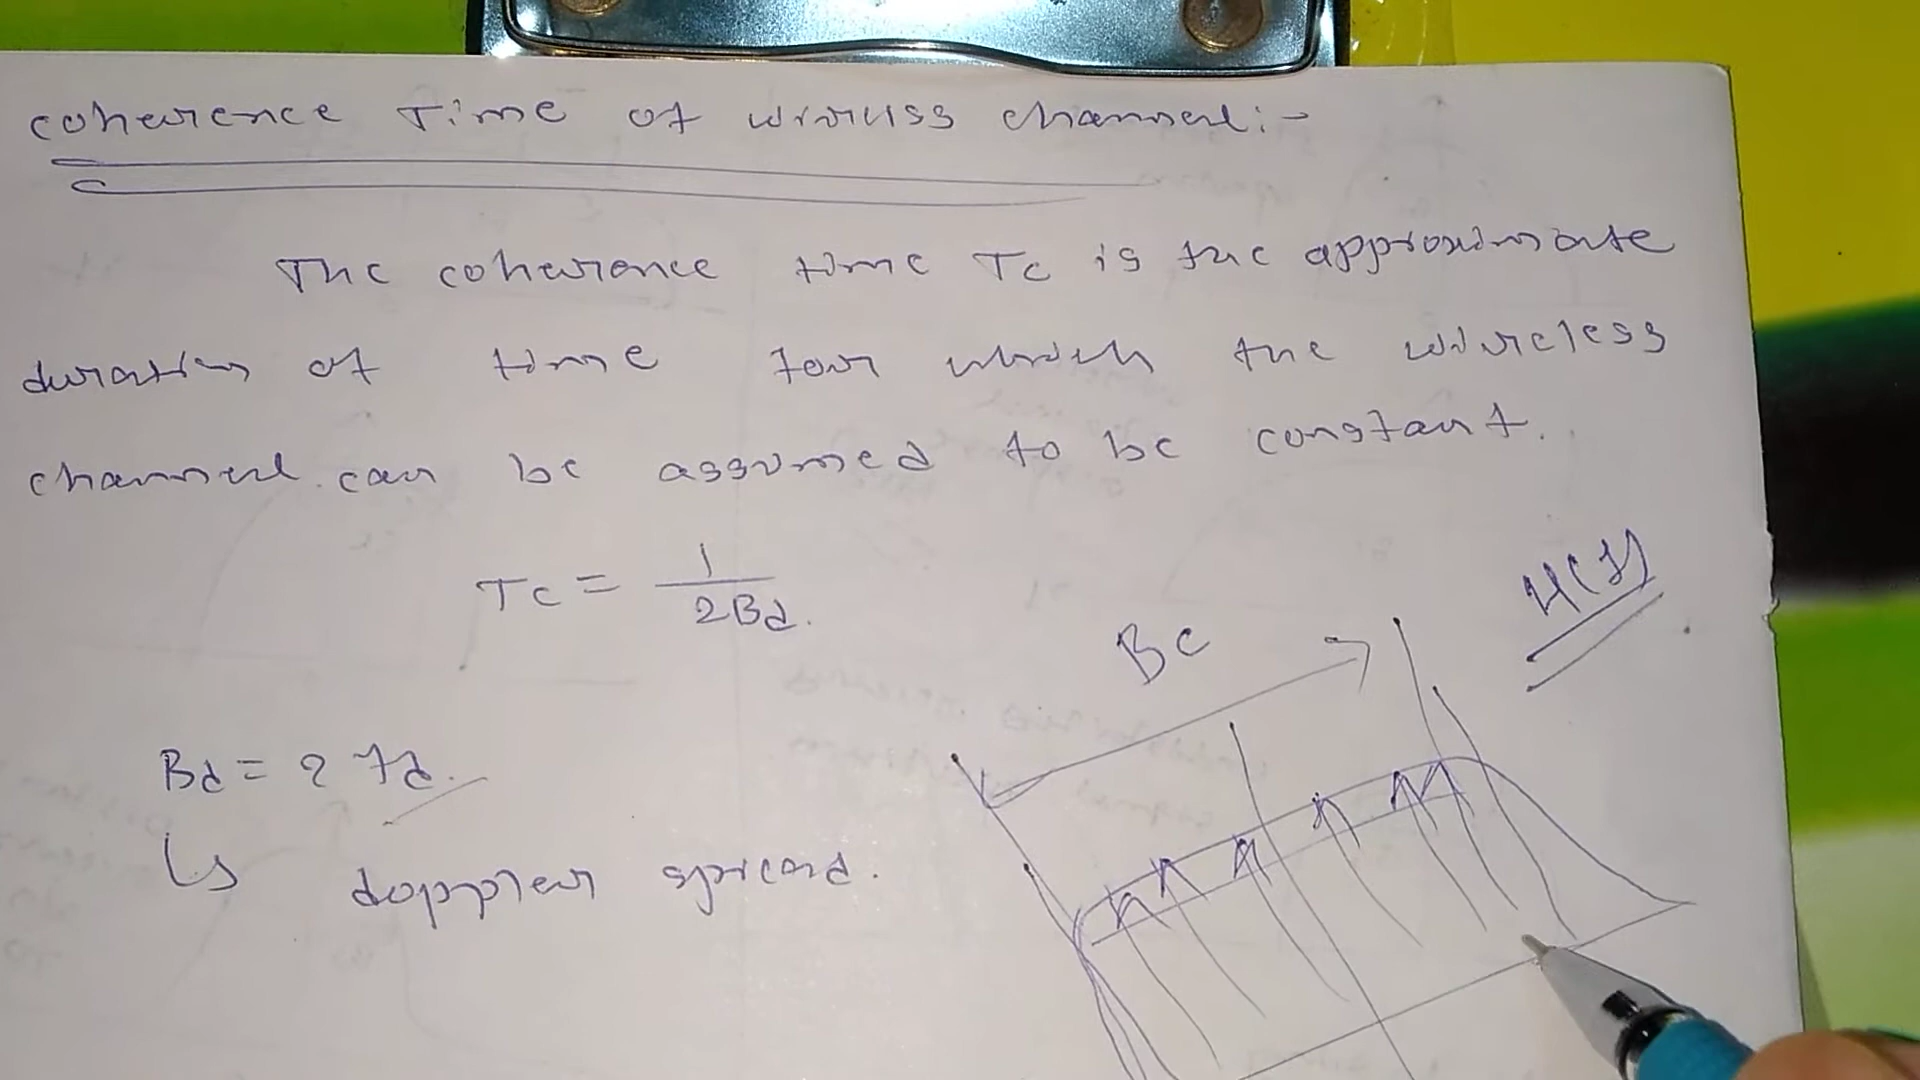 coherence Time of wireless channel:-
The coherence time Tc is the approximate
duration of time for which the wireless
channel can be assumed to be constant.
Tc = 1/2Bd.
H(f)
Bc
Bd = 2 fd.
↳ doppler spread.